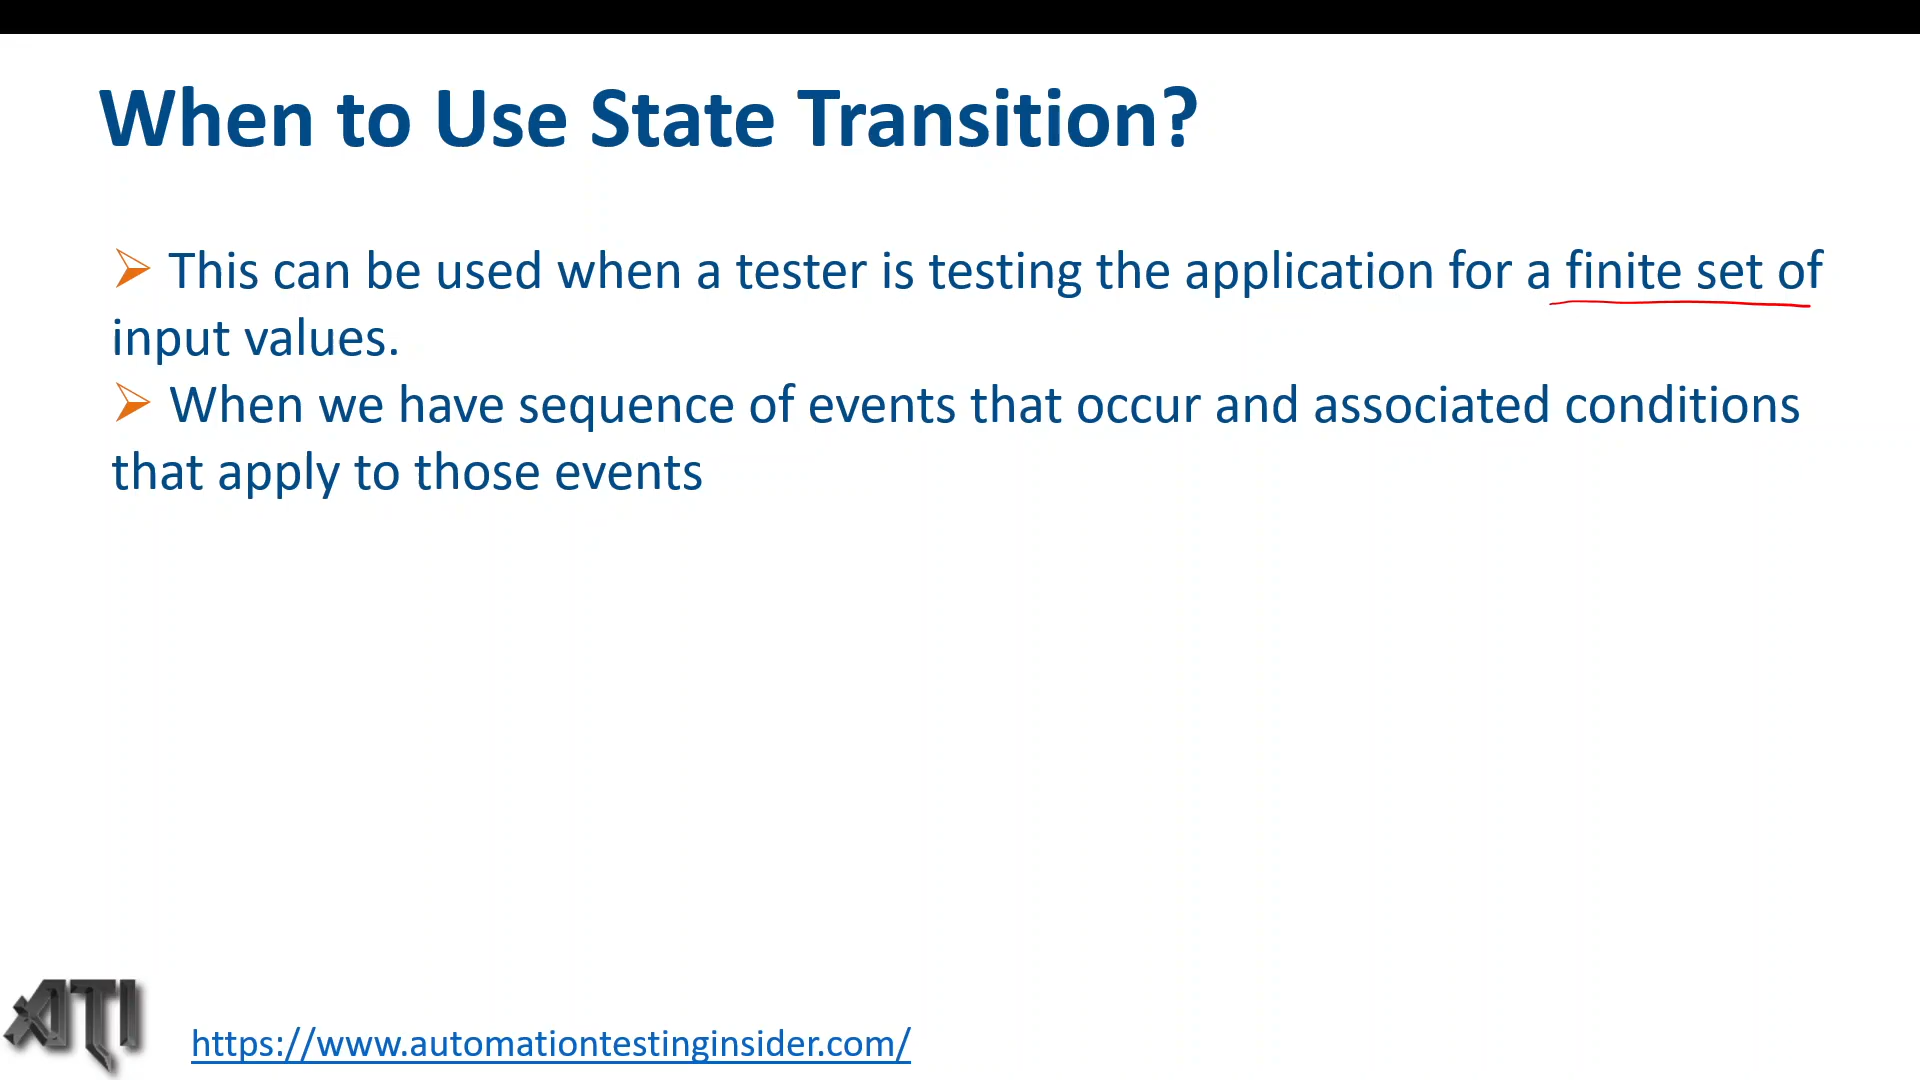 When to Use State Transition?
➢ This can be used when a tester is testing the application for a finite set of
input values.
➢ When we have sequence of events that occur and associated conditions
that apply to those events
ATI
https://www.automationtestinginsider.com/